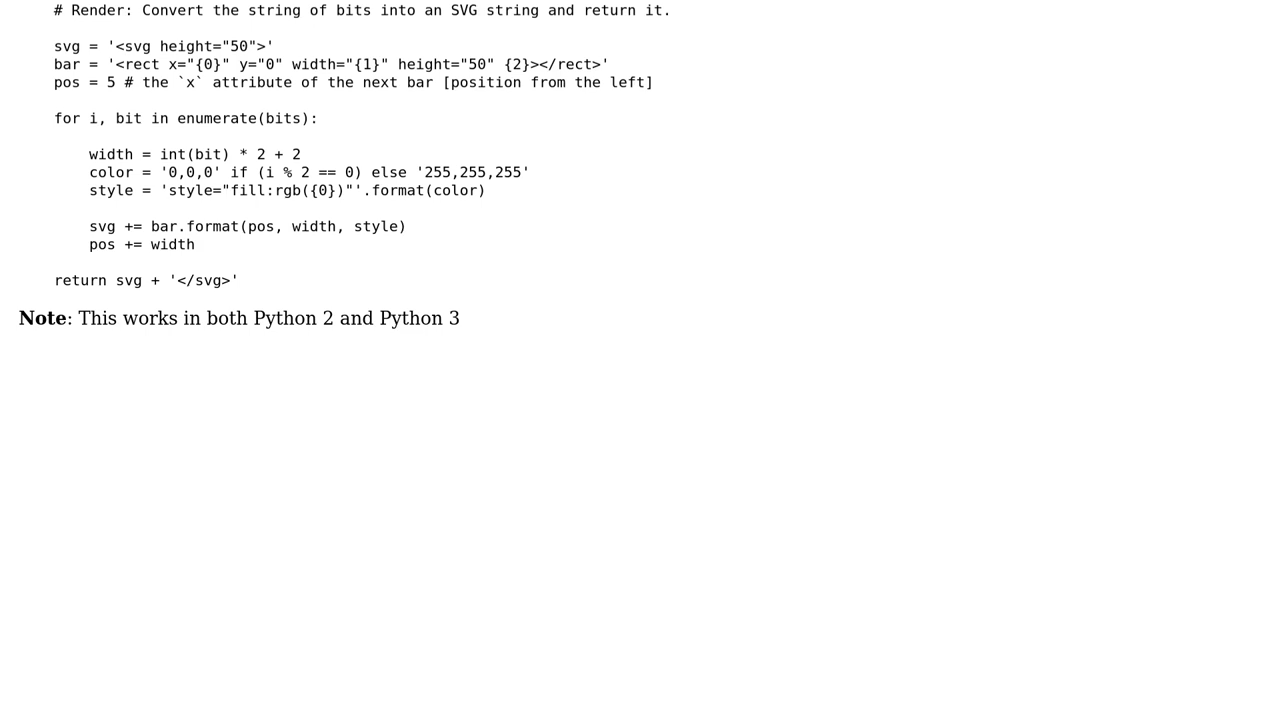 # Render: Convert the string of bits into an SVG string and return it.
svg = '<svg height="50">'
bar = '<rect x="{0}" y="0" width="{1}" height="50" {2}></rect>'
pos = 5 # the `x` attribute of the next bar [position from the left]
for i, bit in enumerate(bits):
width = int(bit) * 2 + 2
color = '0,0,0' if (i % 2 == 0) else '255,255,255'
style = 'style="fill:rgb({0})"'.format(color)
svg += bar.format(pos, width, style)
pos += width
return svg + '</svg>'
Note: This works in both Python 2 and Python 3